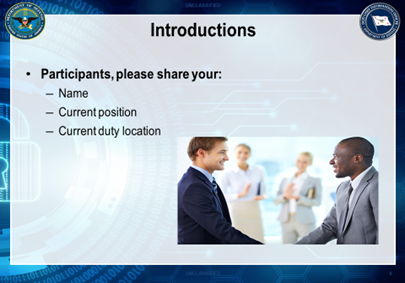 UNCLASSIFIED
Introductions
• Participants, please share your:
– Name
– Current position
– Current duty location
UNCLASSIFIED